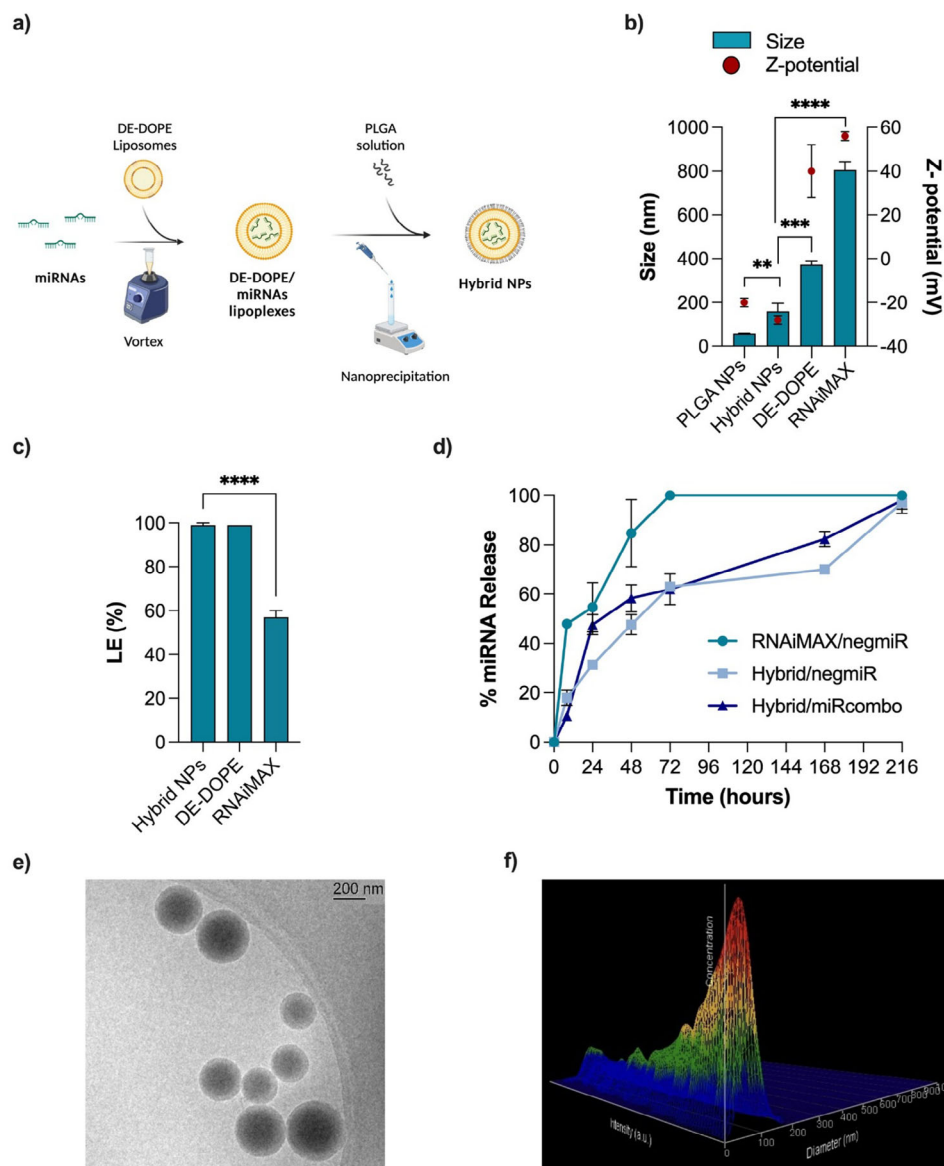 a)
DE-DOPE
Liposomes
miRNAs
Vortex
DE-DOPE/
miRNAs
lipoplexes
PLGA
solution
Nanoprecipitation
Hybrid NPs
b)
Size
Z-potential
****
***
**
1000
800
600
400
200
0
Size (nm)
60
40
20
0
-20
-40
Z- potential (mV)
PLGA NPs
Hybrid NPs
DE-DOPE
RNAiMAX
c)
****
100
80
60
40
20
0
LE (%)
Hybrid NPs
DE-DOPE
RNAiMAX
d)
100
80
60
40
20
0
% miRNA Release
RNAiMAX/negmiR
Hybrid/negmiR
Hybrid/miRcombo
0 24 48 72 96 120 144 168 192 216
Time (hours)
e)
200 nm
f)
Concentration
Intensity (a.u.)
0 100 200 300 400 500 600 700 800 900
Diameter (nm)